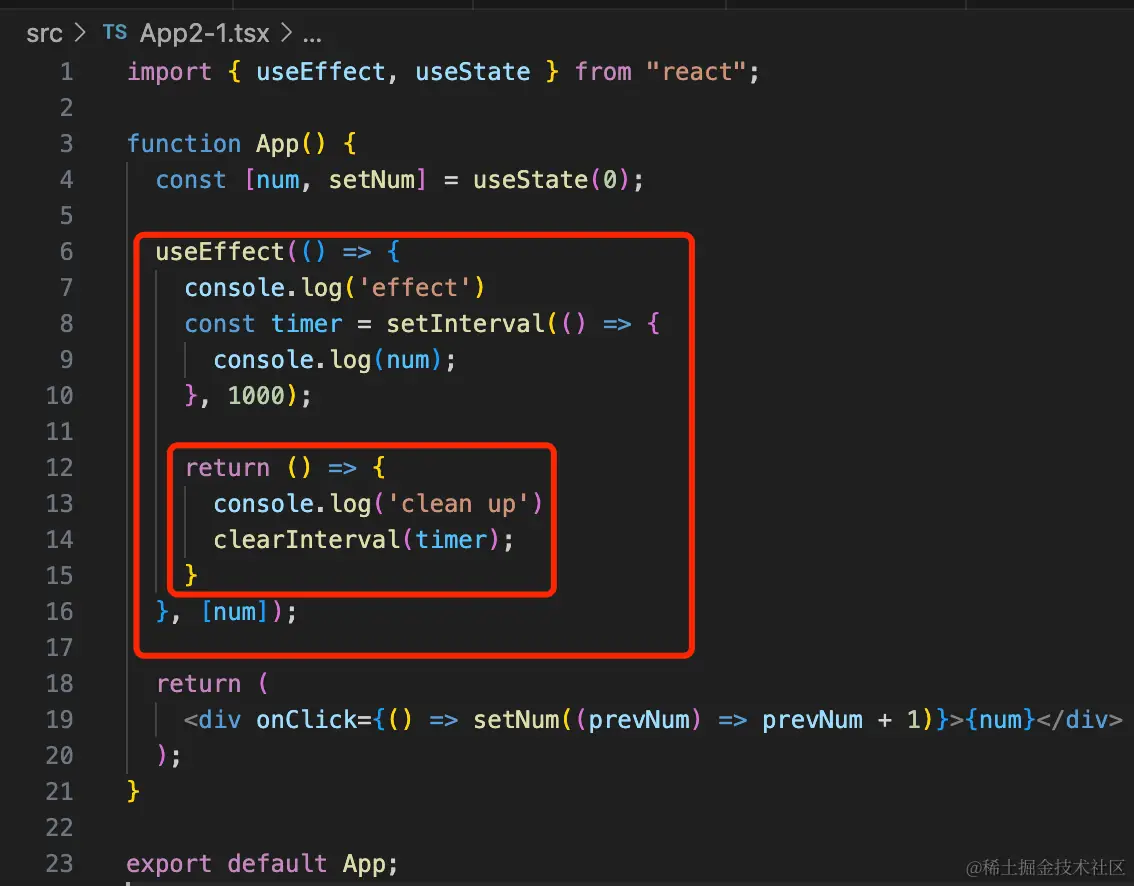 src > TS App2-1.tsx > ...
1 import { useEffect, useState } from "react";
2
3 function App() {
4   const [num, setNum] = useState(0);
5
6   useEffect(() => {
7     console.log('effect')
8     const timer = setInterval(() => {
9       console.log(num);
10     }, 1000);
11
12     return () => {
13       console.log('clean up')
14       clearInterval(timer);
15     }
16   }, [num]);
17
18   return (
19     <div onClick={() => setNum((prevNum) => prevNum + 1)}>{num}</div>
20   );
21 }
22
23 export default App;
@稀土掘金技术社区